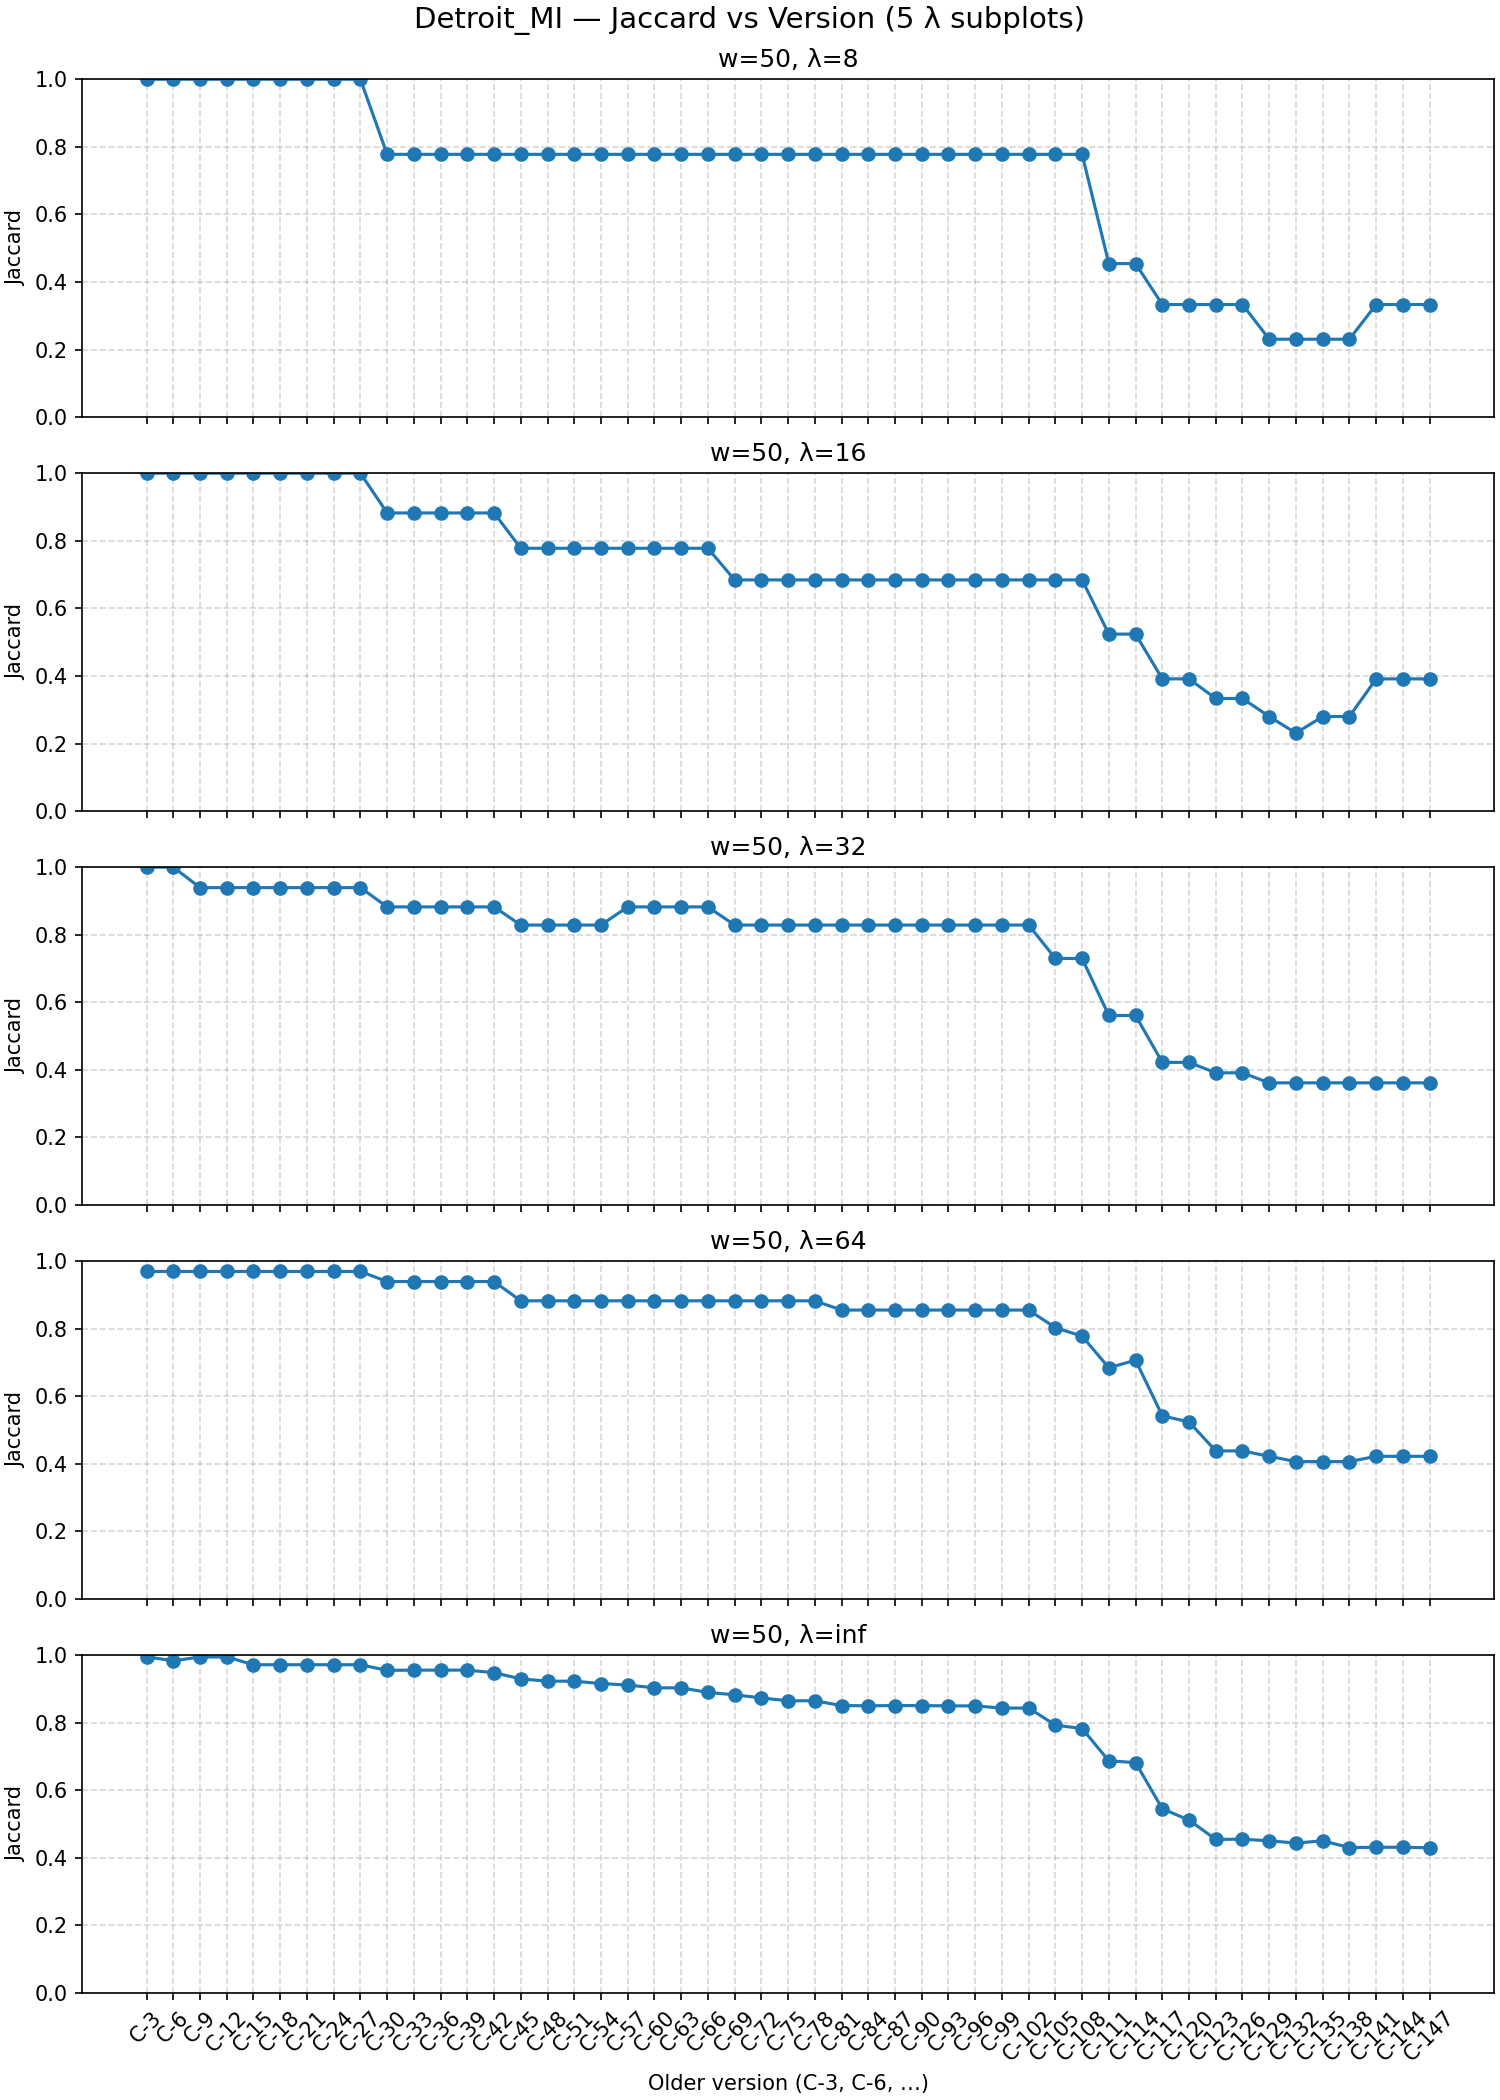 Detroit_MI — Jaccard vs Version (5 λ subplots)
w=50, λ=8
1.0
0.8
0.6
0.4
0.2
0.0
Jaccard
w=50, λ=16
1.0
0.8
0.6
0.4
0.2
0.0
Jaccard
w=50, λ=32
1.0
0.8
0.6
0.4
0.2
0.0
Jaccard
w=50, λ=64
1.0
0.8
0.6
0.4
0.2
0.0
Jaccard
w=50, λ=inf
1.0
0.8
0.6
0.4
0.2
0.0
Jaccard
C-3
C-6
C-9
C-12
C-15
C-18
C-21
C-24
C-27
C-30
C-33
C-36
C-39
C-42
C-45
C-48
C-51
C-54
C-57
C-60
C-63
C-66
C-69
C-72
C-75
C-78
C-81
C-84
C-87
C-90
C-93
C-96
C-99
C-102
C-105
C-108
C-111
C-114
C-117
C-120
C-123
C-126
C-129
C-132
C-135
C-138
C-141
C-144
C-147
Older version (C-3, C-6, ...)